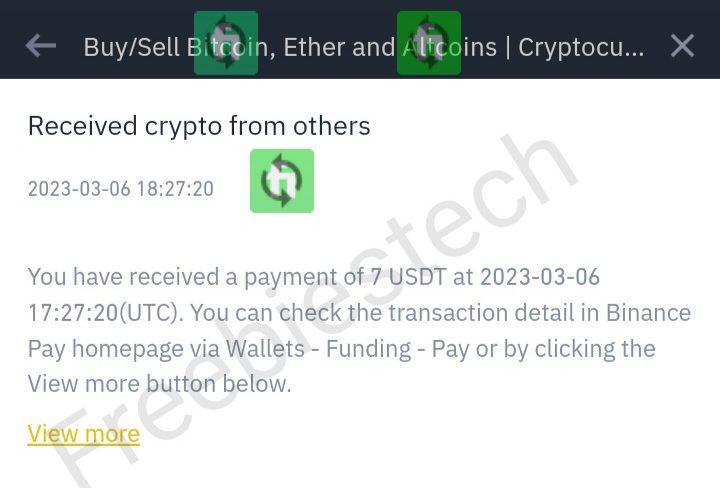 Buy/Sell Bitcoin, Ether and Altcoins | Cryptocu...
Received crypto from others
2023-03-06 18:27:20
You have received a payment of 7 USDT at 2023-03-06
17:27:20(UTC). You can check the transaction detail in Binance
Pay homepage via Wallets - Funding - Pay or by clicking the
View more button below.
View more
Freebiestech